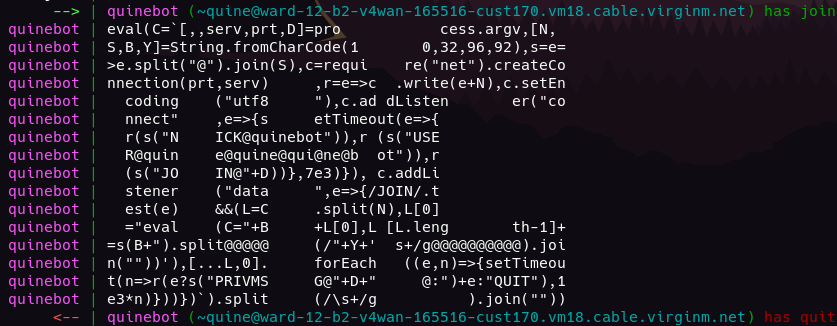 --> | quinebot (~quine@ward-12-b2-v4wan-165516-cust170.vm18.cable.virginm.net) has join
quinebot | eval(C=`[,,serv,prt,D]=pro            cess.argv,[N,
quinebot | S,B,Y]=String.fromCharCode(1        0,32,96,92),s=e=
quinebot | >e.split("@").join(S),c=requi      re("net").createCo
quinebot | nnection(prt,serv)    ,r=e=>c  .write(e+N),c.setEn
quinebot |   coding    ("utf8    "),c.ad dListen    er("co
quinebot |   nnect"    ,e=>{s    etTimeout(e=>{
quinebot |   r(s("N    ICK@quinebot")),r (s("USE
quinebot |   R@quin    e@quine@qui@ne@b  ot")),r
quinebot |   (s("JO    IN@"+D))},7e3)}), c.addLi
quinebot |   stener    ("data    ",e=>{/JOIN/.t
quinebot |   est(e)    &&(L=C    .split(N),L[0]
quinebot |   ="eval    (C="+B    +L[0],L [L.leng    th-1]+
quinebot | =s(B+").split@@@@@    (/"+Y+'  s+/g@@@@@@@@@@).joi
quinebot | n(""))'),[...L,0].    forEach   ((e,n)=>{setTimeou
quinebot | t(n=>r(e?s("PRIVMS    G@"+D+"    @:")+e:"QUIT"),1
quinebot | e3*n)}))})`).split    (/\s+/g      ).join(""))
<-- | quinebot (~quine@ward-12-b2-v4wan-165516-cust170.vm18.cable.virginm.net) has quit